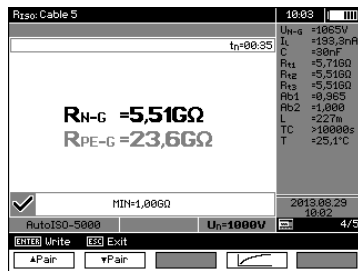 Riso: Cable 5
10:03
tn=00:35
RN-G =5,51GΩ
RPE-G =23,6GΩ
MIN=1,00GΩ
AutoISO-5000
Un=1000V
UN-G =1065V
IL =193,3nA
C =30nF
Rt1 =5,71GΩ
Rt2 =5,51GΩ
Rt3 =5,51GΩ
Ab1 =0,965
Ab2 =1,000
L =227m
TC >10000s
T =25,1°C
2013.08.29
10:02
4/5
ENTER Write ESC Exit
▲Pair
▼Pair